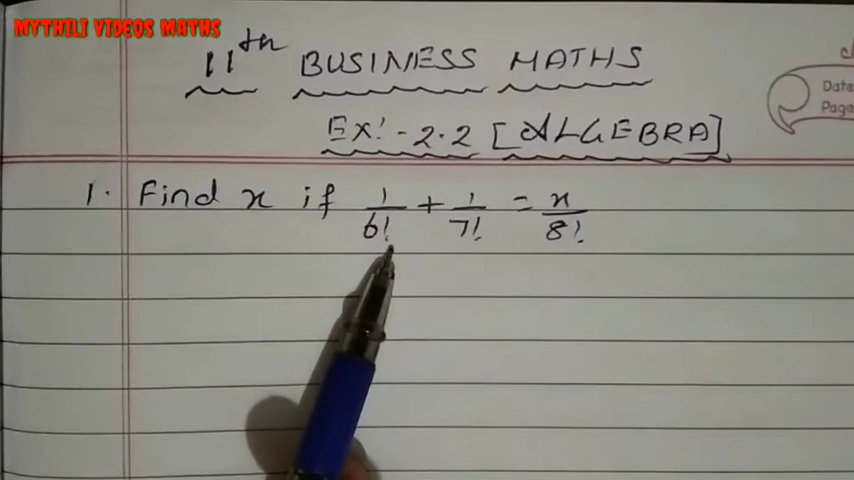 MYTHILI VIDEOS MATHS
11th BUSINESS MATHS
Date
Page
Ex! - 2.2 [ALGEBRA]
1. Find x if 1/6! + 1/7! = x/8!